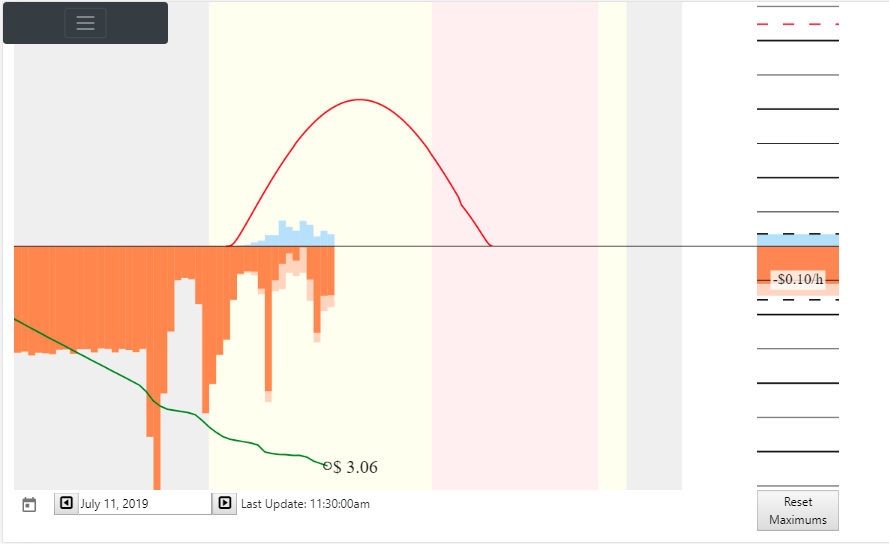 -$0.10/h
$ 3.06
July 11, 2019
Last Update: 11:30:00am
Reset
Maximums